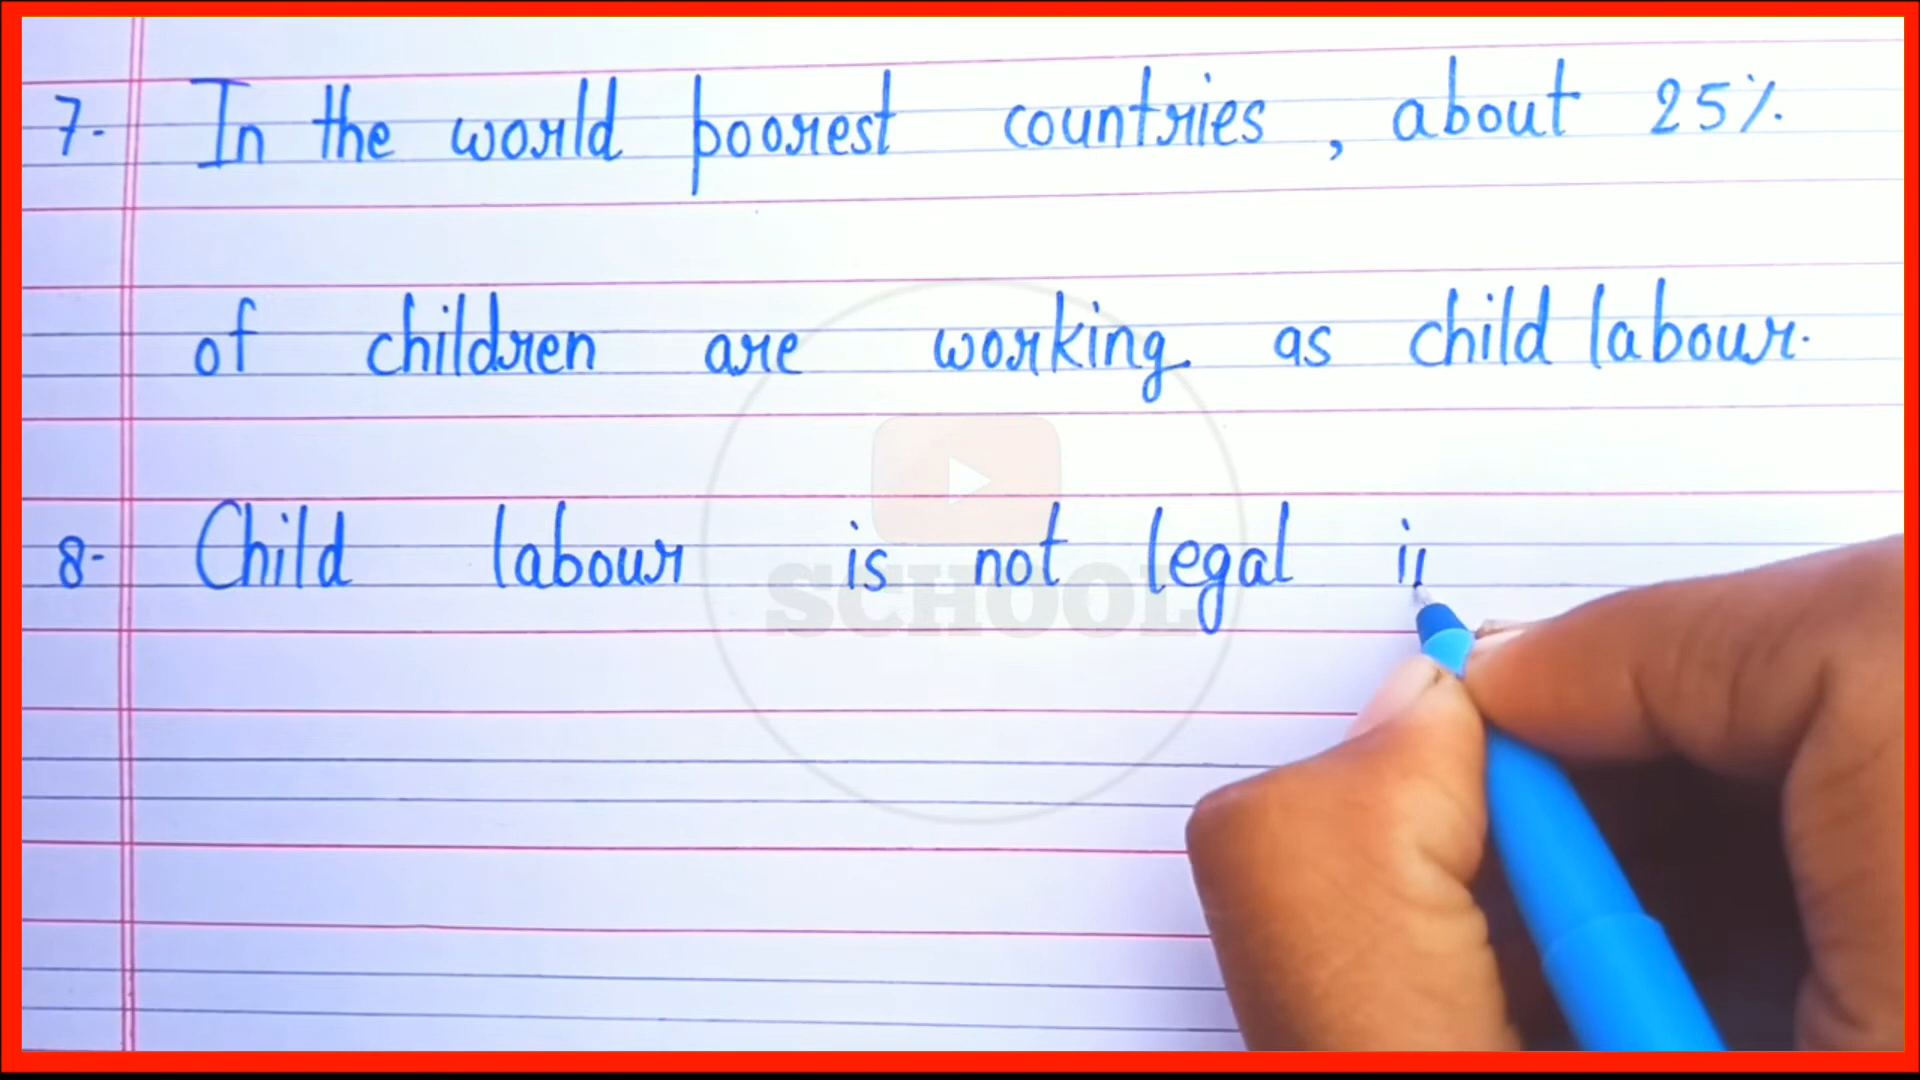 7- In the world poorest countries, about 25%
of children are working as child labour.
8- Child labour is not legal
SCHOOL